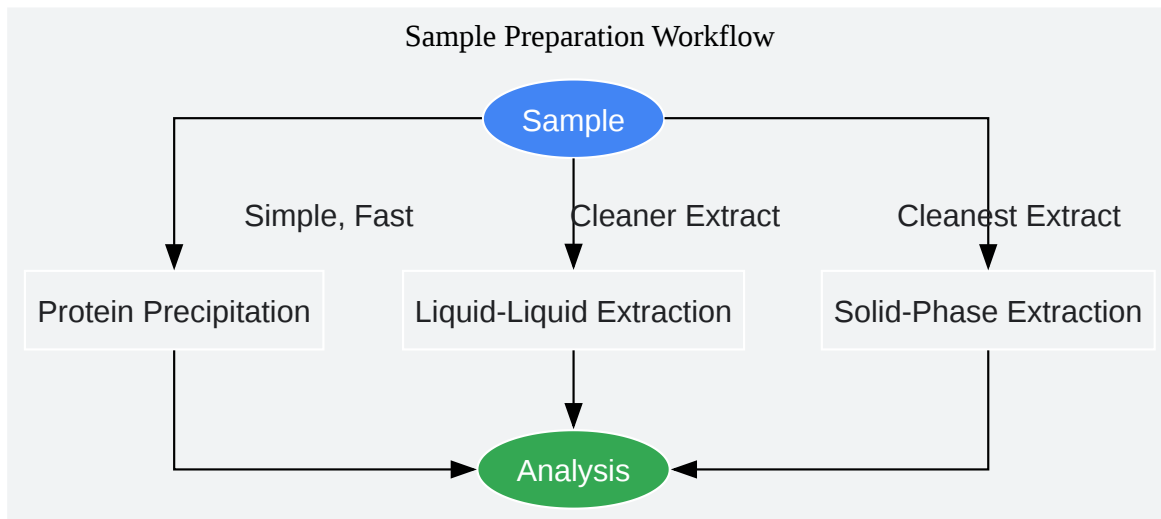 Sample Preparation Workflow
Sample
Simple, Fast
Cleaner Extract
Cleanest Extract
Protein Precipitation
Liquid-Liquid Extraction
Solid-Phase Extraction
Analysis